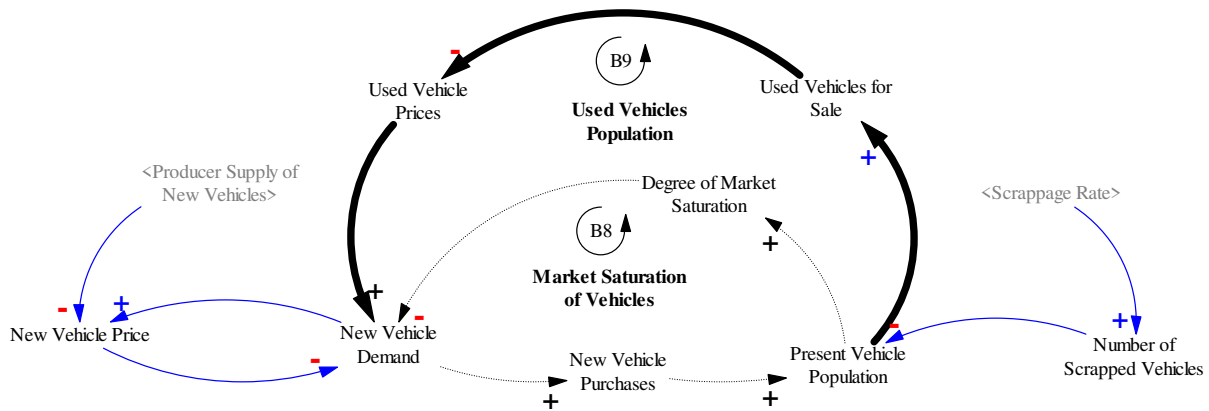 B9
Used Vehicle
Prices
Used Vehicles for
Sale
Used Vehicles
Population
<Producer Supply of
New Vehicles>
Degree of Market
Saturation
<Scrappage Rate>
B8
Market Saturation
of Vehicles
New Vehicle Price
New Vehicle
Demand
New Vehicle
Purchases
Present Vehicle
Population
Number of
Scrapped Vehicles
-
+
-
+
+
-
-
+
-
+
+
-
+